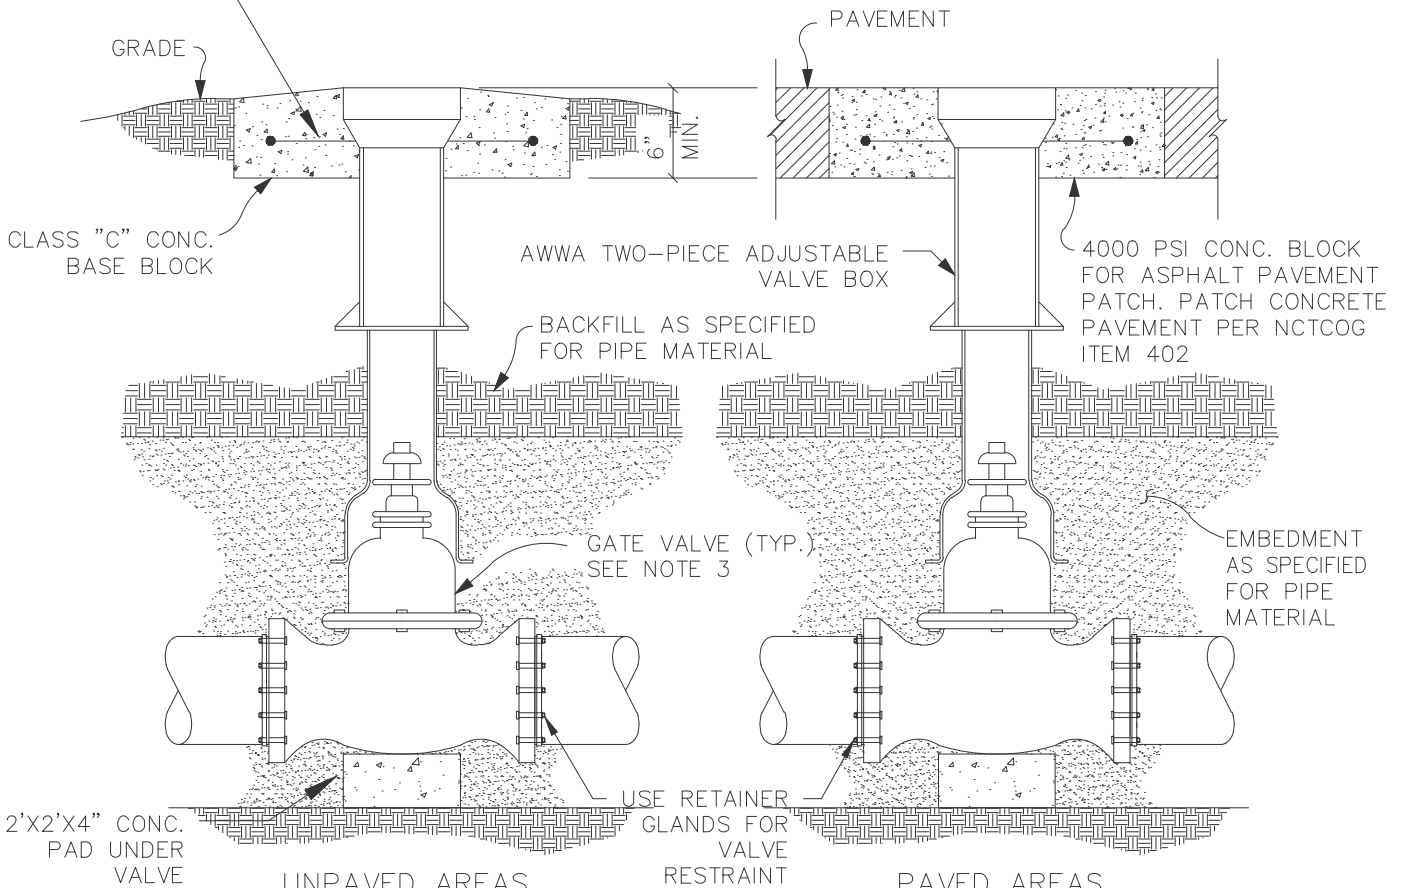 PAVEMENT
GRADE
6"
MIN.
CLASS "C" CONC.
BASE BLOCK
AWWA TWO-PIECE ADJUSTABLE
VALVE BOX
4000 PSI CONC. BLOCK
FOR ASPHALT PAVEMENT
PATCH. PATCH CONCRETE
PAVEMENT PER NCTCOG
ITEM 402
BACKFILL AS SPECIFIED
FOR PIPE MATERIAL
GATE VALVE (TYP.)
SEE NOTE 3
EMBEDMENT
AS SPECIFIED
FOR PIPE
MATERIAL
2'X2'X4" CONC.
PAD UNDER
VALVE
USE RETAINER
GLANDS FOR
VALVE
RESTRAINT
UNPAVED AREAS
PAVED AREAS